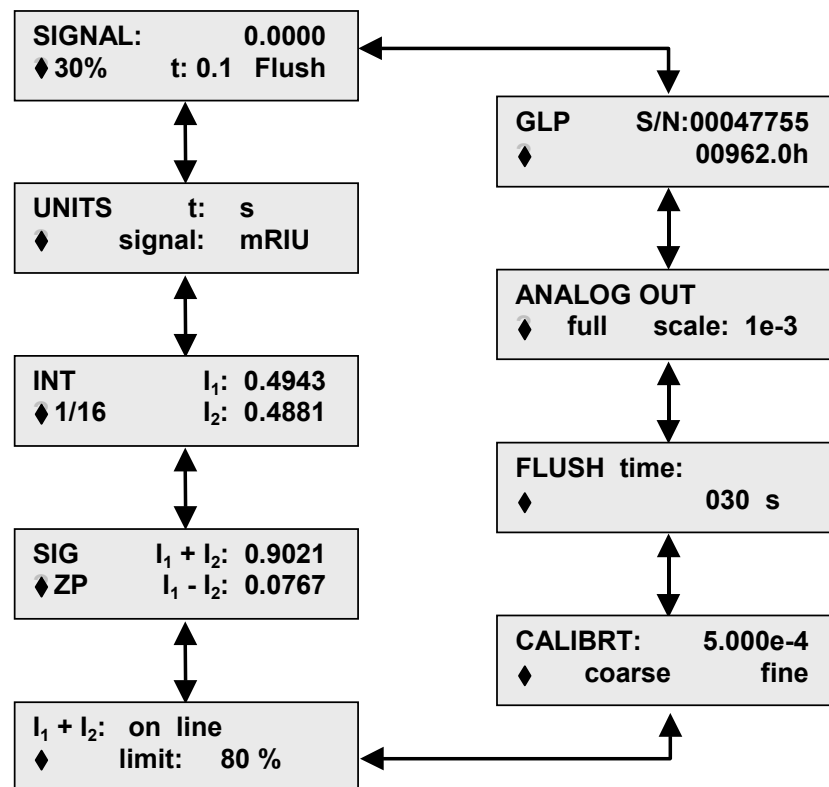 SIGNAL: 0.0000
♦ 30% t: 0.1 Flush
UNITS t: s
♦ signal: mRIU
INT I₁: 0.4943
♦ 1/16 I₂: 0.4881
SIG I₁ + I₂: 0.9021
♦ ZP I₁ - I₂: 0.0767
I₁ + I₂: on line
♦ limit: 80 %
GLP S/N:00047755
♦ 00962.0h
ANALOG OUT
♦ full scale: 1e-3
FLUSH time:
♦ 030 s
CALIBRT: 5.000e-4
♦ coarse fine